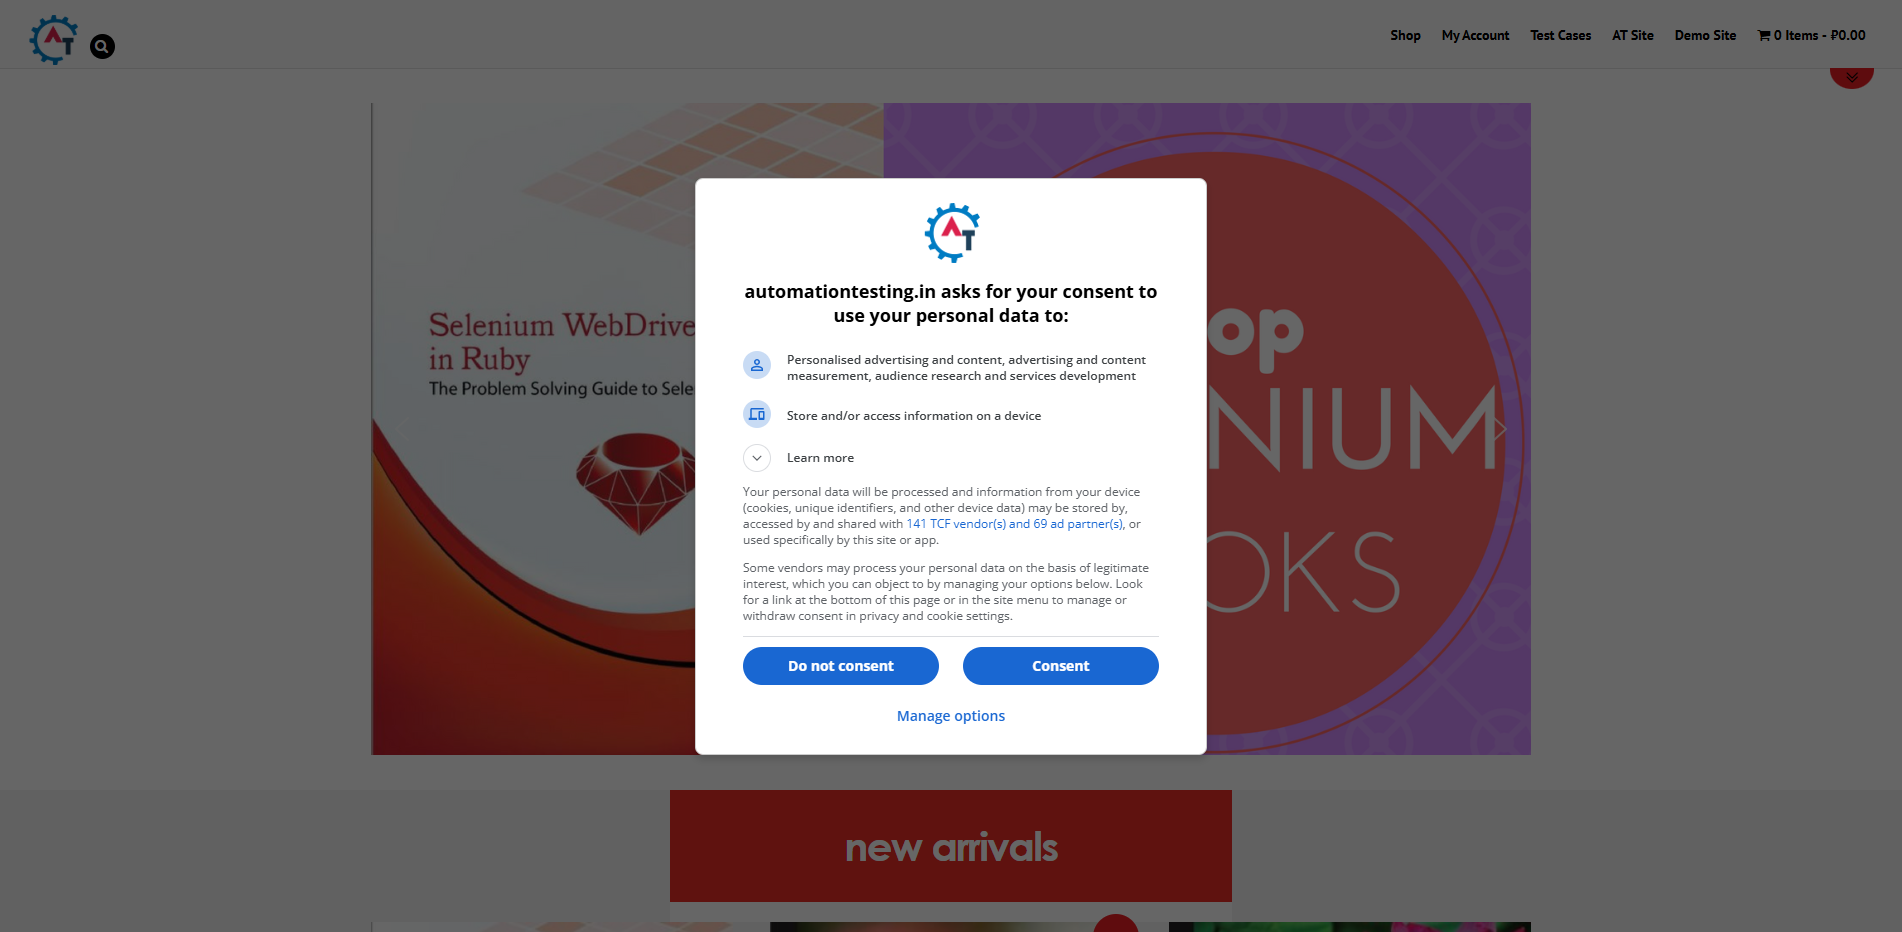 AT
Shop
My Account
Test Cases
AT Site
Demo Site
0 Items - ₽0.00
Selenium WebDrive
in Ruby
The Problem Solving Guide to Sele
op
NIUM
OKS
AT
automationtesting.in asks for your consent to
use your personal data to:
Personalised advertising and content, advertising and content
measurement, audience research and services development
Store and/or access information on a device
Learn more
Your personal data will be processed and information from your device
(cookies, unique identifiers, and other device data) may be stored by,
accessed by and shared with 141 TCF vendor(s) and 69 ad partner(s), or
used specifically by this site or app.
Some vendors may process your personal data on the basis of legitimate
interest, which you can object to by managing your options below. Look
for a link at the bottom of this page or in the site menu to manage or
withdraw consent in privacy and cookie settings.
Do not consent
Consent
Manage options
new arrivals